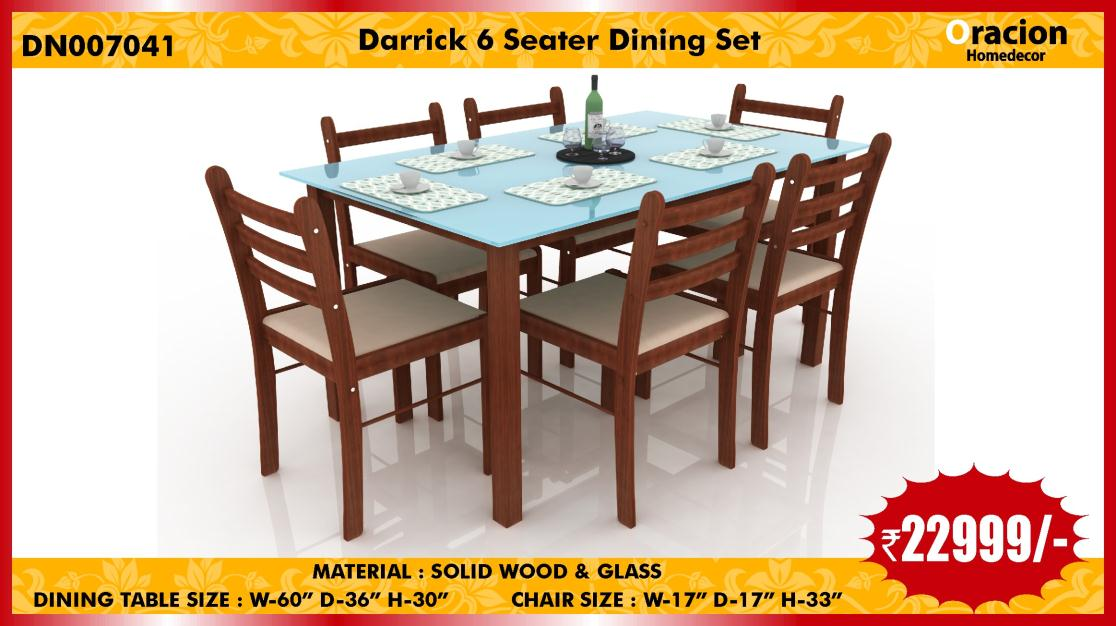 DN007041
Darrick 6 Seater Dining Set
Oracion
Homedecor
₹22999/-
MATERIAL : SOLID WOOD & GLASS
DINING TABLE SIZE : W-60” D-36” H-30” CHAIR SIZE : W-17” D-17” H-33”